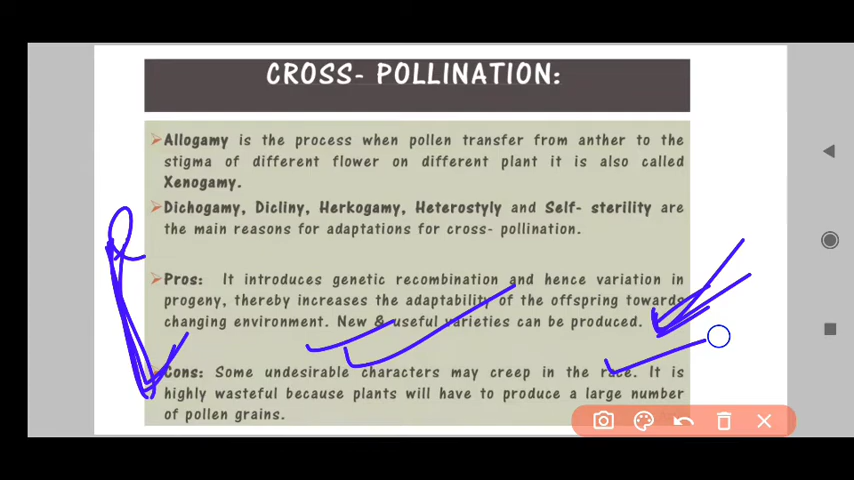 CROSS- POLLINATION:
Allogamy is the process when pollen transfer from anther to the
stigma of different flower on different plant it is also called
Xenogamy.
Dichogamy, Dicliny, Herkogamy, Heterostyly and Self- sterility are
the main reasons for adaptations for cross- pollination.
Pros: It introduces genetic recombination and hence variation in
progeny, thereby increases the adaptability of the offspring towards
changing environment. New & useful varieties can be produced.
Cons: Some undesirable characters may creep in the race. It is
highly wasteful because plants will have to produce a large number
of pollen grains.